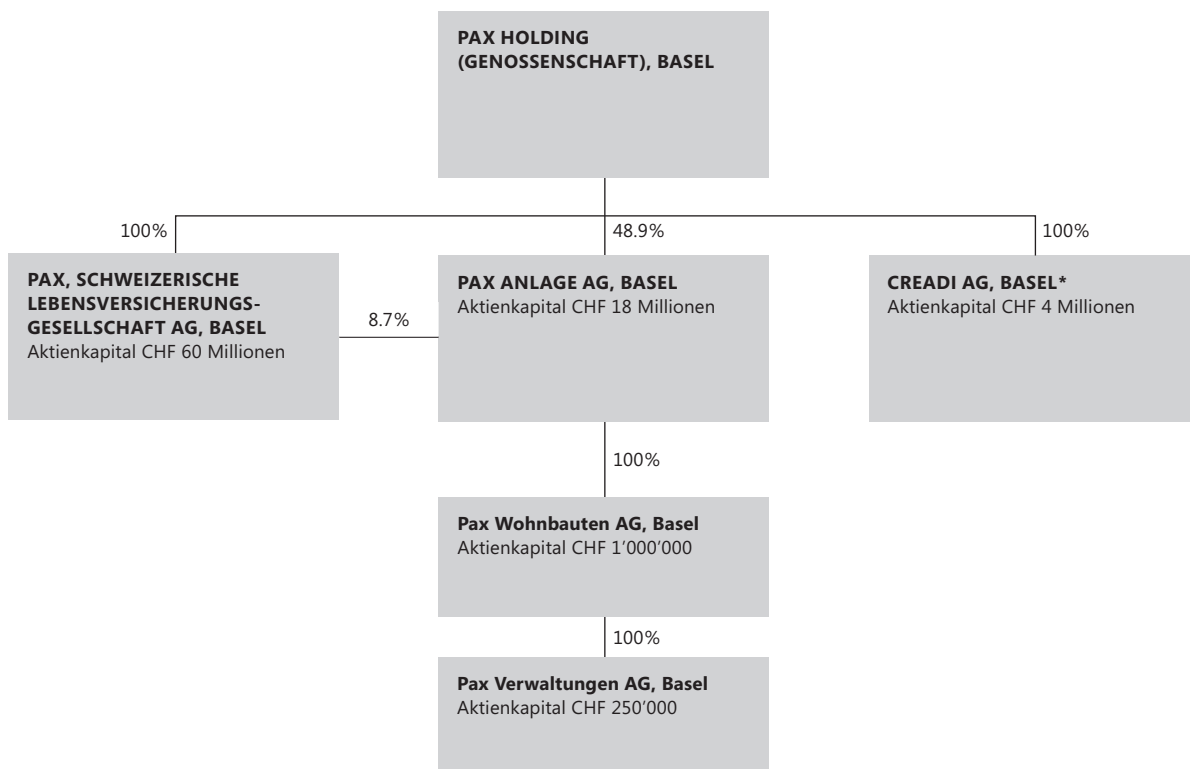 PAX HOLDING
(GENOSSENSCHAFT), BASEL
100%
48.9%
100%
PAX, SCHWEIZERISCHE
LEBENSVERSICHERUNGS-
GESELLSCHAFT AG, BASEL
Aktienkapital CHF 60 Millionen
8.7%
PAX ANLAGE AG, BASEL
Aktienkapital CHF 18 Millionen
CREADI AG, BASEL*
Aktienkapital CHF 4 Millionen
100%
Pax Wohnbauten AG, Basel
Aktienkapital CHF 1’000’000
100%
Pax Verwaltungen AG, Basel
Aktienkapital CHF 250’000